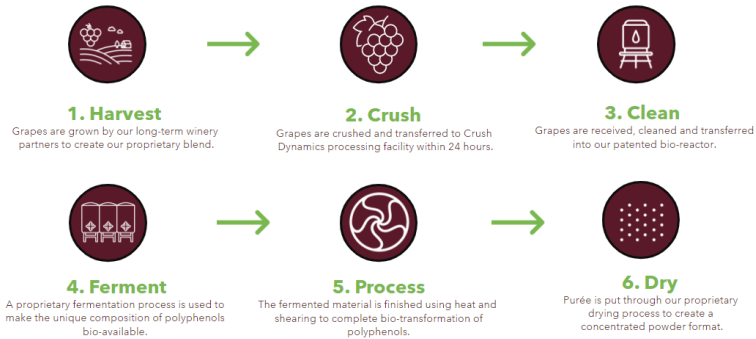 1. Harvest
Grapes are grown by our long-term winery
partners to create our proprietary blend.
2. Crush
Grapes are crushed and transferred to Crush
Dynamics processing facility within 24 hours.
3. Clean
Grapes are received, cleaned and transferred
into our patented bio-reactor.
4. Ferment
A proprietary fermentation process is used to
make the unique composition of polyphenols
bio-available.
5. Process
The fermented material is finished using heat and
shearing to complete bio-transformation of
polyphenols.
6. Dry
Purée is put through our proprietary
drying process to create a
concentrated powder format.